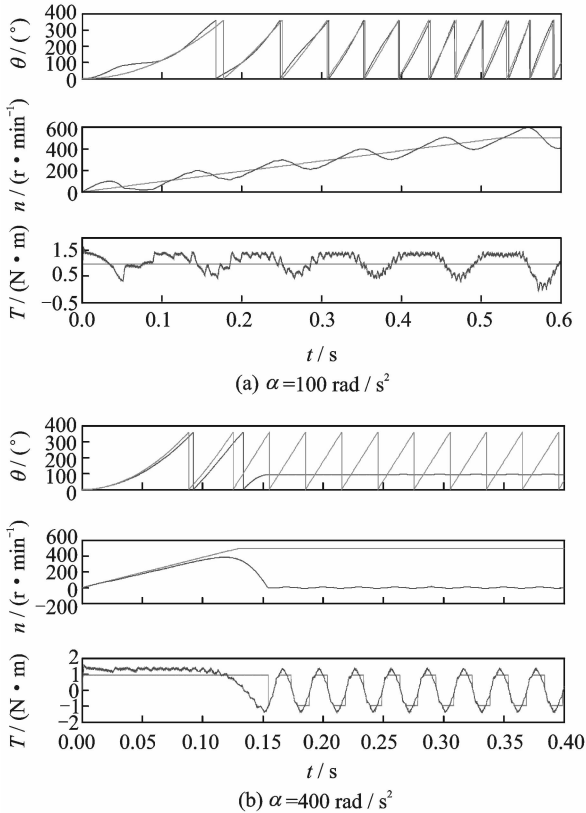 θ / (°)
400
300
200
100
0
n / (r • min⁻¹)
600
400
200
0
T / (N • m)
1.5
0.5
−0.5
0.0 0.1 0.2 0.3 0.4 0.5 0.6
t / s
(a) α=100 rad / s²
θ / (°)
400
300
200
100
0
n / (r • min⁻¹)
600
400
200
0
−200
T / (N • m)
2
1
0
−1
−2
0.00 0.05 0.10 0.15 0.20 0.25 0.30 0.35 0.40
t / s
(b) α=400 rad / s²